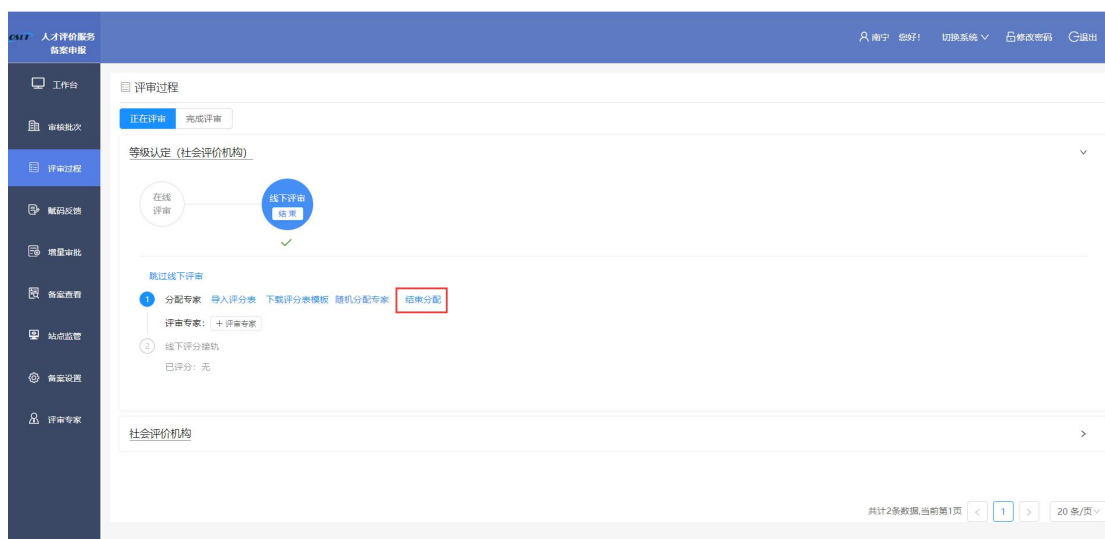 OSTA 人才评价服务
备案申报
南宁 您好! 切换系统 修改密码 退出
工作台
审核批次
评审过程
赋码反馈
增量审批
备案查看
站点监管
备案设置
评审专家
评审过程
正在评审 完成评审
等级认定（社会评价机构）
在线
评审
线下评审
结束
跳过线下评审
1 分配专家 导入评分表 下载评分表模板 随机分配专家 结束分配
评审专家: + 评审专家
2 线下评分接轨
已评分: 无
社会评价机构
共计2条数据,当前第1页 < 1 > 20 条/页